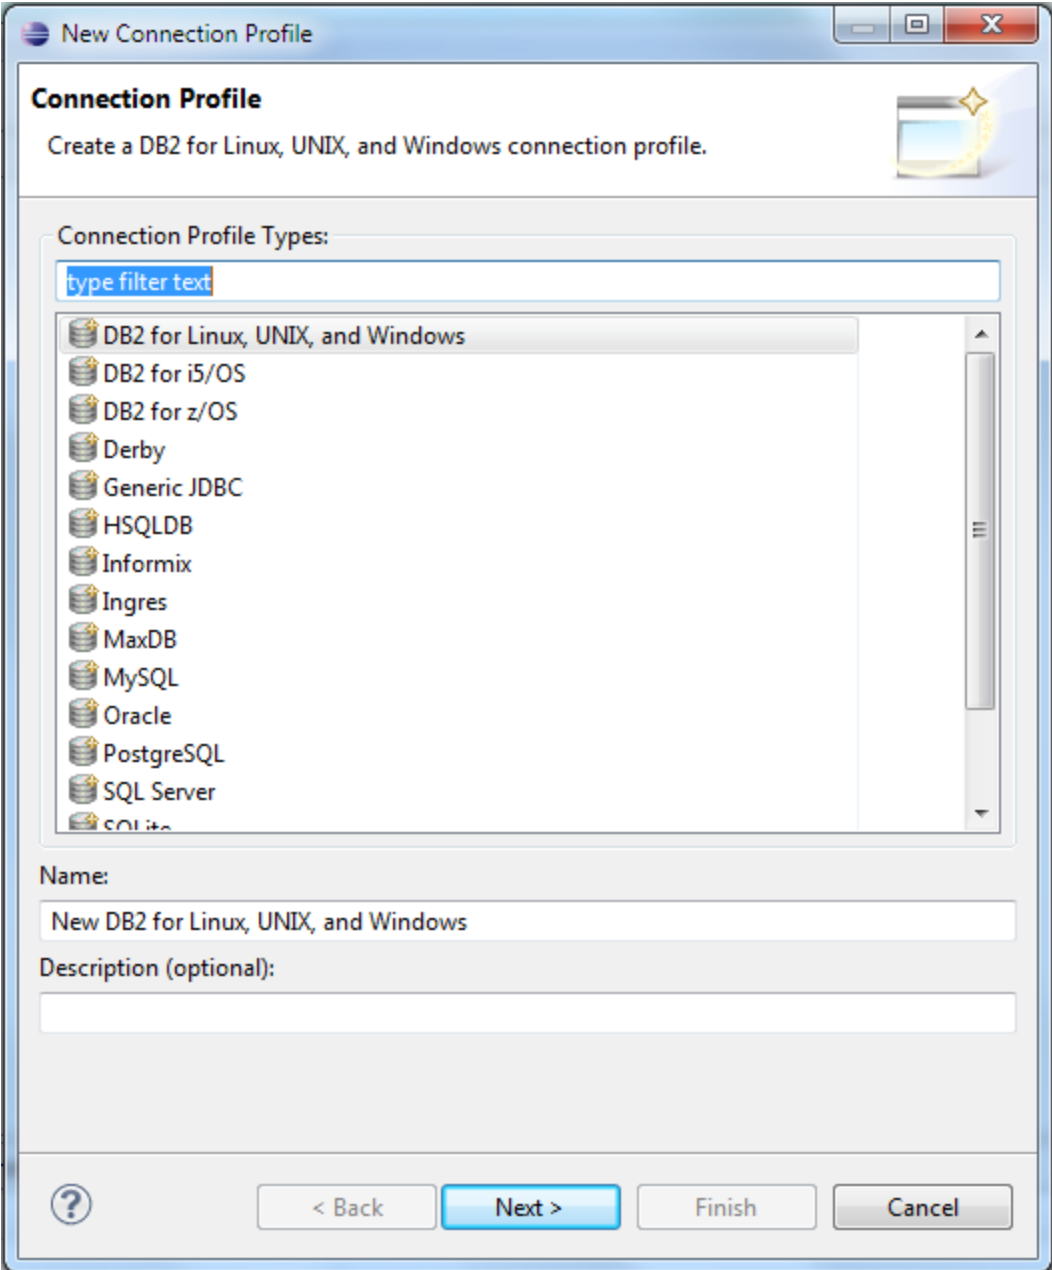 New Connection Profile
Connection Profile
Create a DB2 for Linux, UNIX, and Windows connection profile.
Connection Profile Types:
type filter text
DB2 for Linux, UNIX, and Windows
DB2 for i5/OS
DB2 for z/OS
Derby
Generic JDBC
HSQLDB
Informix
Ingres
MaxDB
MySQL
Oracle
PostgreSQL
SQL Server
SQLite
Name:
New DB2 for Linux, UNIX, and Windows
Description (optional):
?
< Back
Next >
Finish
Cancel